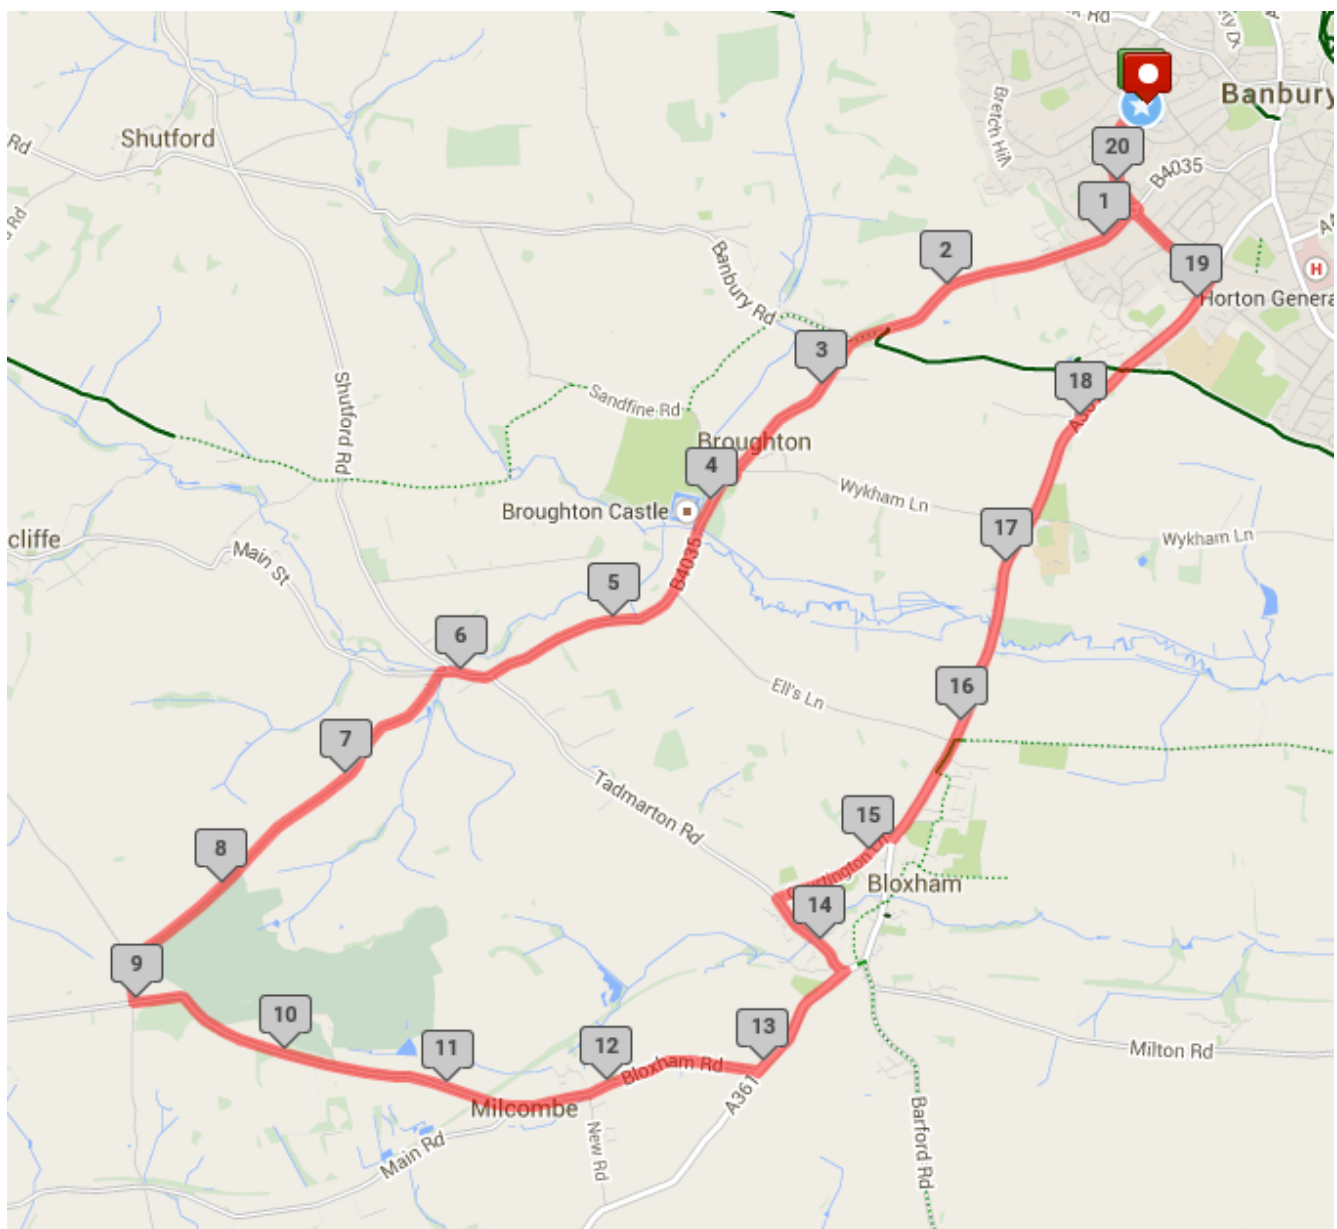 Rd
Banbury
Shutford
Rd
Bretch Hill
20
B4035
1
Rd
2
19
H
Horton Genera
Banbury Rd
3
18
Shutford Rd
Sandfine Rd
Broughton
4
Wykham Ln
Broughton Castle
17
Wykham Ln
cliffe
Main St
B4035
5
6
16
Ell's Ln
7
Tadmarton Rd
15
8
Bloxham
14
9
10
13
11
12
Bloxham Rd
Milton Rd
A361
Milcombe
Main Rd
New Rd
Barford Rd